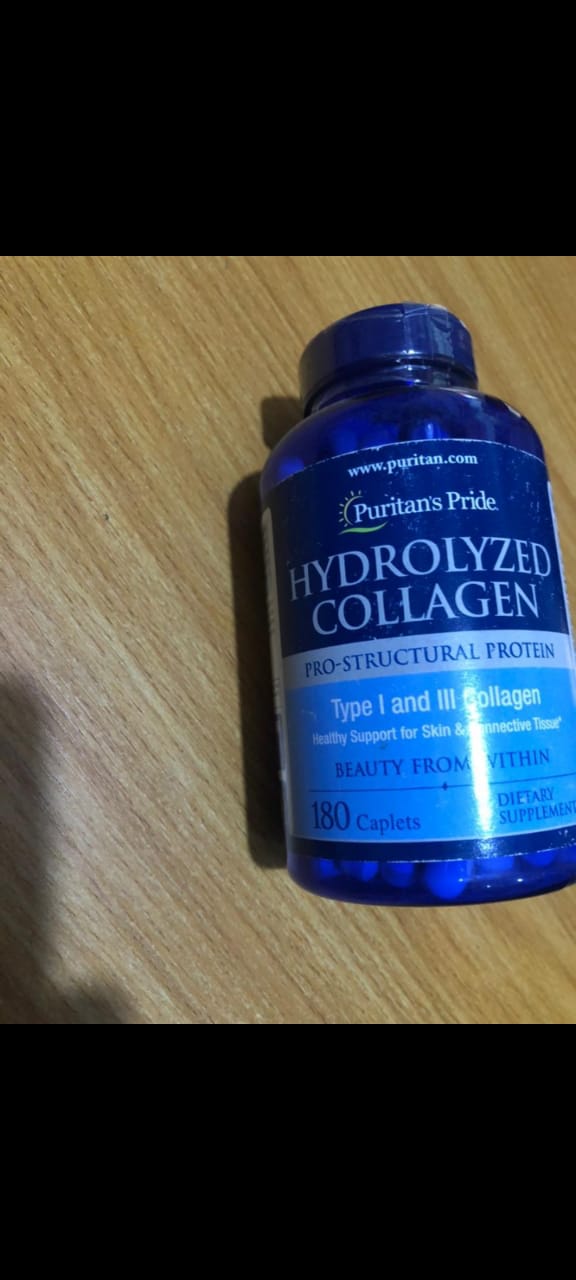 www.puritan.com
Puritan's Pride
HYDROLYZED
COLLAGEN
PRO-STRUCTURAL PROTEIN
Type I and III Collagen
Healthy Support for Skin & Connective Tissue*
BEAUTY FROM WITHIN
180 Caplets
DIETARY
SUPPLEMENT